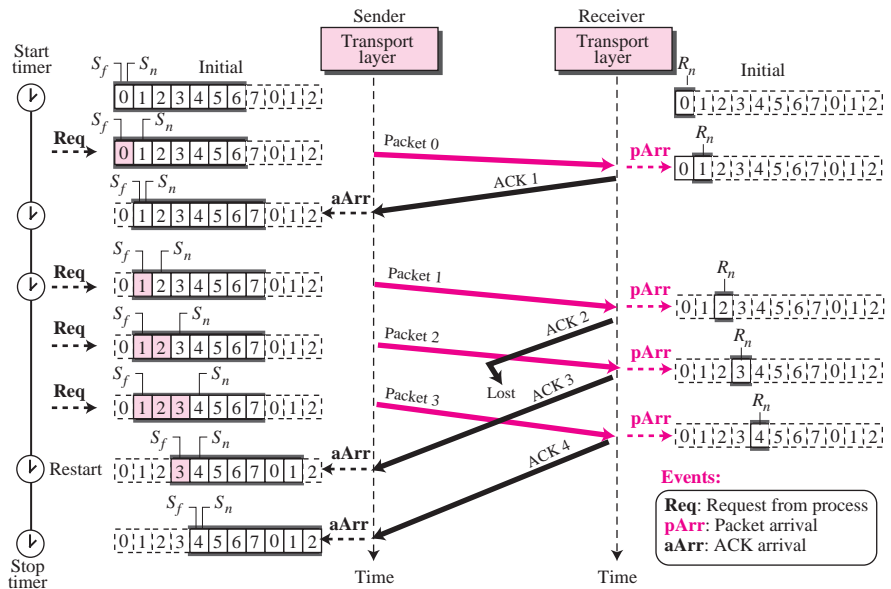 Sender
Receiver
Start
timer
Transport
layer
Transport
layer
S_f S_n
Initial
R_n
Initial
0 1 2 3 4 5 6 7 0 1 2
0 1 2 3 4 5 6 7 0 1 2
S_f S_n
Req
0 1 2 3 4 5 6 7 0 1 2
Packet 0
pArr
R_n
0 1 2 3 4 5 6 7 0 1 2
S_f S_n
0 1 2 3 4 5 6 7 0 1 2
aArr
ACK 1
S_f S_n
Req
0 1 2 3 4 5 6 7 0 1 2
Packet 1
pArr
R_n
0 1 2 3 4 5 6 7 0 1 2
S_f S_n
Req
0 1 2 3 4 5 6 7 0 1 2
Packet 2
ACK 2
Lost
pArr
R_n
0 1 2 3 4 5 6 7 0 1 2
S_f S_n
Req
0 1 2 3 4 5 6 7 0 1 2
Packet 3
ACK 3
pArr
R_n
0 1 2 3 4 5 6 7 0 1 2
S_f S_n
Restart
0 1 2 3 4 5 6 7 0 1 2
aArr
ACK 4
S_f S_n
0 1 2 3 4 5 6 7 0 1 2
aArr
Stop
timer
Time
Time
Events:
Req: Request from process
pArr: Packet arrival
aArr: ACK arrival